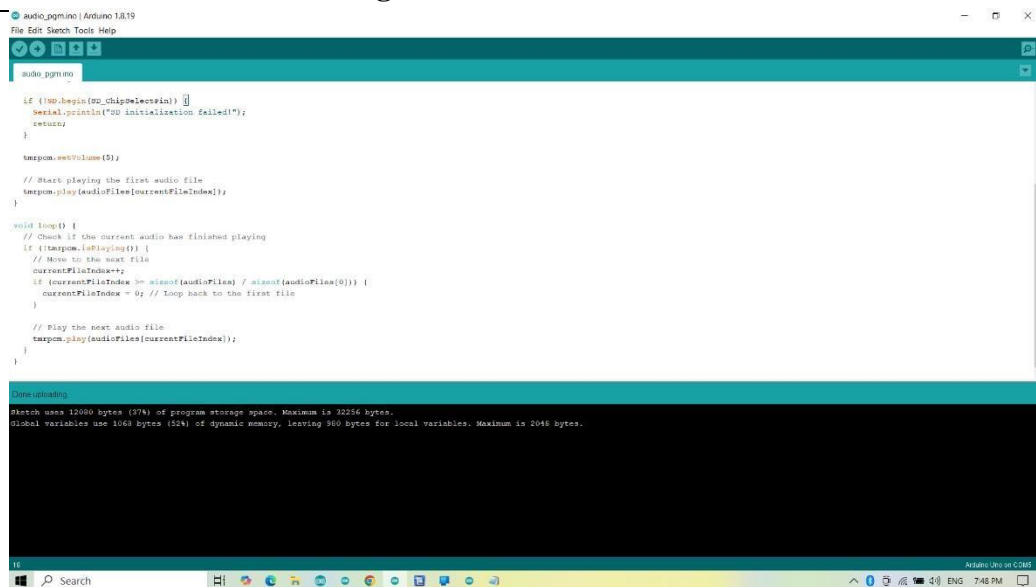 audio_pgm.ino | Arduino 1.8.19
File Edit Sketch Tools Help
audio_pgm.ino
if (!SD.begin(SD_ChipSelectPin)) {
Serial.println("SD initialization failed!");
return;
}
tmrpcm.setVolume(5);
// Start playing the first audio file
tmrpcm.play(audioFiles[currentFileIndex]);
}
void loop() {
// Check if the current audio has finished playing
if (!tmrpcm.isPlaying()) {
// Move to the next file
currentFileIndex++;
if (currentFileIndex >= sizeof(audioFiles) / sizeof(audioFiles[0])) {
currentFileIndex = 0; // Loop back to the first file
}
// Play the next audio file
tmrpcm.play(audioFiles[currentFileIndex]);
}
}
Done uploading.
Sketch uses 12080 bytes (37%) of program storage space. Maximum is 32256 bytes.
Global variables use 1068 bytes (52%) of dynamic memory, leaving 980 bytes for local variables. Maximum is 2048 bytes.
Arduino Uno on
Search
ENG 7:48 PM